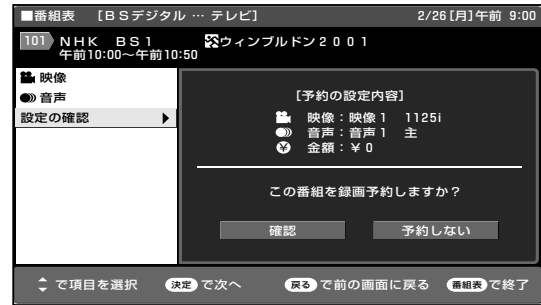 ■番組表 [ＢＳデジタル … テレビ] 2/26[月]午前 9:00
101 ＮＨＫ ＢＳ１ ウィンブルドン２００１
午前10:00～午前10:50
映像
音声
設定の確認
[予約の設定内容]
映像：映像１ 1125i
音声：音声１ 主
¥ 金額：￥０
この番組を録画予約しますか？
確認 予約しない
で項目を選択 決定 で次へ 戻る で前の画面に戻る 番組表 で終了